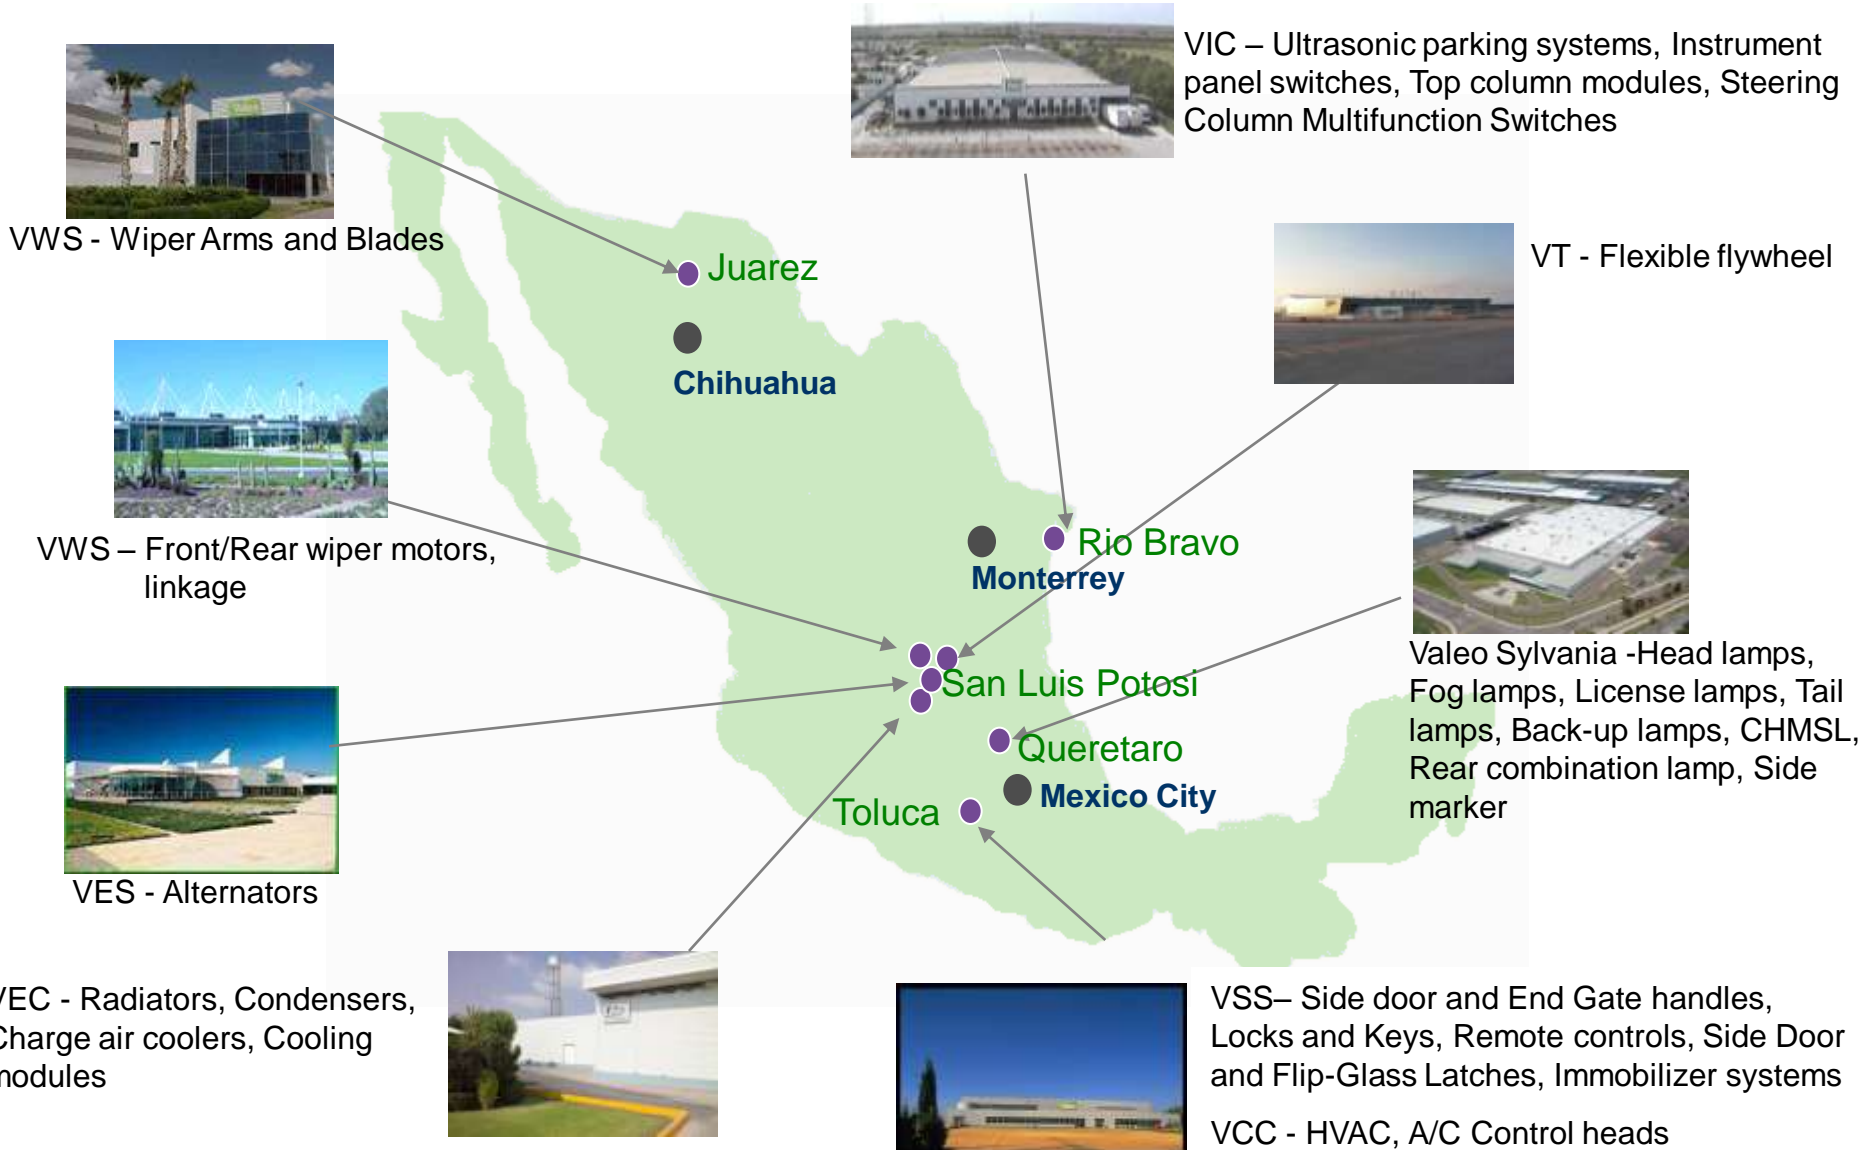 VIC – Ultrasonic parking systems, Instrument
panel switches, Top column modules, Steering
Column Multifunction Switches
VWS - Wiper Arms and Blades
VT - Flexible flywheel
Juarez
Chihuahua
VWS – Front/Rear wiper motors,
linkage
Rio Bravo
Monterrey
San Luis Potosi
Valeo Sylvania -Head lamps,
Fog lamps, License lamps, Tail
lamps, Back-up lamps, CHMSL,
Rear combination lamp, Side
marker
Queretaro
Mexico City
Toluca
VES - Alternators
VEC - Radiators, Condensers,
Charge air coolers, Cooling
modules
VSS– Side door and End Gate handles,
Locks and Keys, Remote controls, Side Door
and Flip-Glass Latches, Immobilizer systems
VCC - HVAC, A/C Control heads